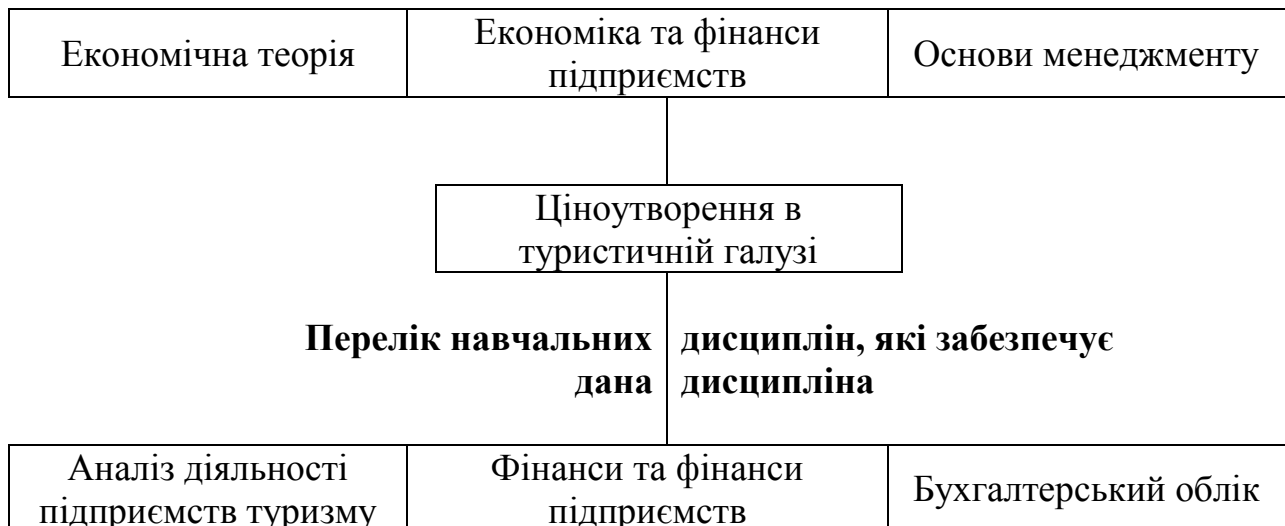 Економічна теорія
Економіка та фінанси
підприємств
Основи менеджменту
Ціноутворення в
туристичній галузі
Перелік навчальних дисциплін, які забезпечує
дана дисципліна
Аналіз діяльності
підприємств туризму
Фінанси та фінанси
підприємств
Бухгалтерський облік